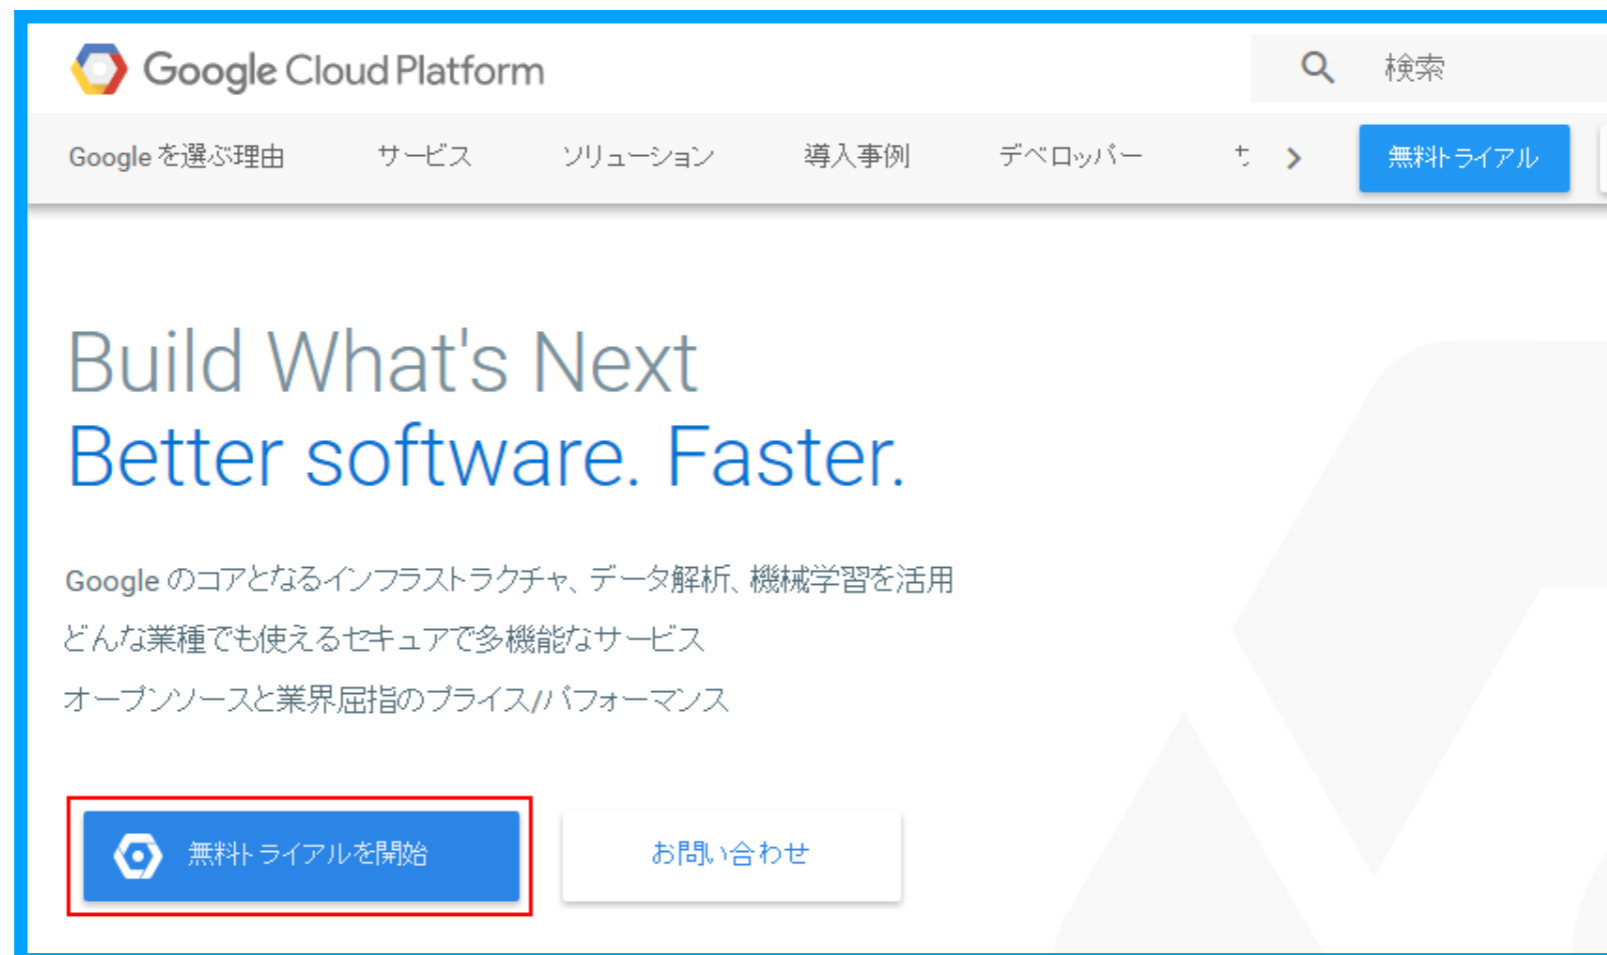 Google Cloud Platform
検索
Google を選ぶ理由 サービス ソリューション 導入事例 デベロッパー 無料トライアル
Build What's Next
Better software. Faster.
Google のコアとなるインフラストラクチャ、データ解析、機械学習を活用
どんな業種でも使えるセキュアで多機能なサービス
オープンソースと業界屈指のプライス/パフォーマンス
無料トライアルを開始 お問い合わせ